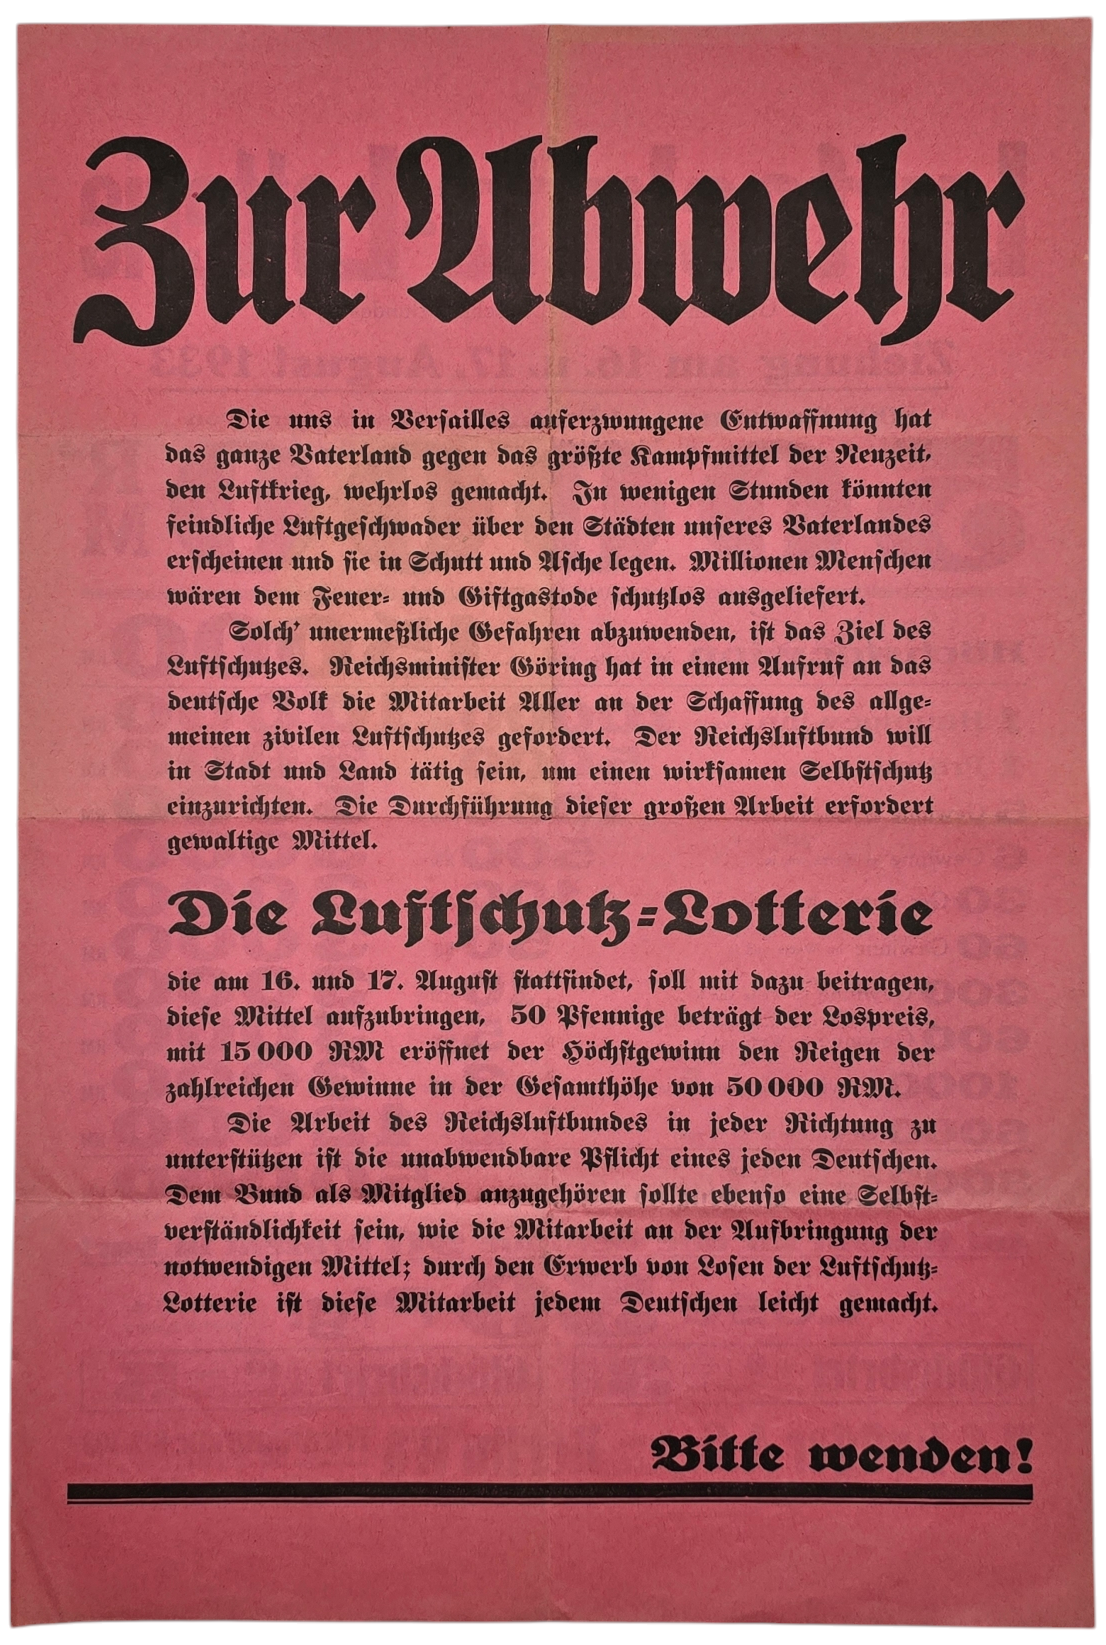 Zur Abwehr
Die uns in Versailles auferzwungene Entwaffnung hat
das ganze Vaterland gegen das größte Kampfmittel der Neuzeit,
den Luftkrieg, wehrlos gemacht. In wenigen Stunden könnten
feindliche Luftgeschwader über den Städten unseres Vaterlandes
erscheinen und sie in Schutt und Asche legen. Millionen Menschen
wären dem Feuer- und Giftgastode schutzlos ausgeliefert.
Solch' unermeßliche Gefahren abzuwenden, ist das Ziel des
Luftschutzes. Reichsminister Göring hat in einem Aufruf an das
deutsche Volk die Mitarbeit Aller an der Schaffung des allge-
meinen zivilen Luftschutzes gefordert. Der Reichsluftbund will
in Stadt und Land tätig sein, um einen wirksamen Selbstschutz
einzurichten. Die Durchführung dieser großen Arbeit erfordert
gewaltige Mittel.
Die Luftschutz-Lotterie
die am 16. und 17. August stattfindet, soll mit dazu beitragen,
diese Mittel aufzubringen, 50 Pfennige beträgt der Lospreis,
mit 15 000 RM eröffnet der Höchstgewinn den Reigen der
zahlreichen Gewinne in der Gesamthöhe von 50 000 RM.
Die Arbeit des Reichsluftbundes in jeder Richtung zu
unterstützen ist die unabwendbare Pflicht eines jeden Deutschen.
Dem Bund als Mitglied anzugehören sollte ebenso eine Selbst-
verständlichkeit sein, wie die Mitarbeit an der Aufbringung der
notwendigen Mittel; durch den Erwerb von Losen der Luftschutz-
Lotterie ist diese Mitarbeit jedem Deutschen leicht gemacht.
Bitte wenden!